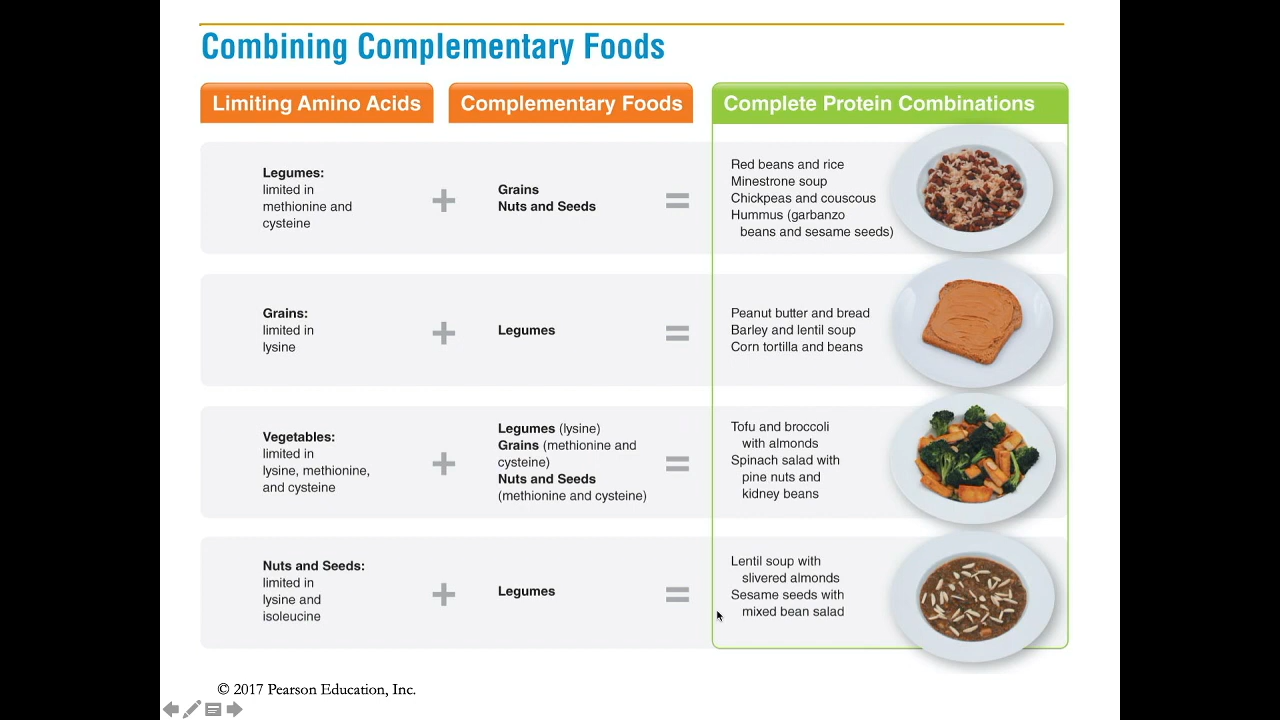 Combining Complementary Foods
Limiting Amino Acids
Complementary Foods
Complete Protein Combinations
Legumes:
limited in
methionine and
cysteine
+
Grains
Nuts and Seeds
=
Red beans and rice
Minestrone soup
Chickpeas and couscous
Hummus (garbanzo
beans and sesame seeds)
Grains:
limited in
lysine
+
Legumes
=
Peanut butter and bread
Barley and lentil soup
Corn tortilla and beans
Vegetables:
limited in
lysine, methionine,
and cysteine
+
Legumes (lysine)
Grains (methionine and
cysteine)
Nuts and Seeds
(methionine and cysteine)
=
Tofu and broccoli
with almonds
Spinach salad with
pine nuts and
kidney beans
Nuts and Seeds:
limited in
lysine and
isoleucine
+
Legumes
=
Lentil soup with
slivered almonds
Sesame seeds with
mixed bean salad
© 2017 Pearson Education, Inc.